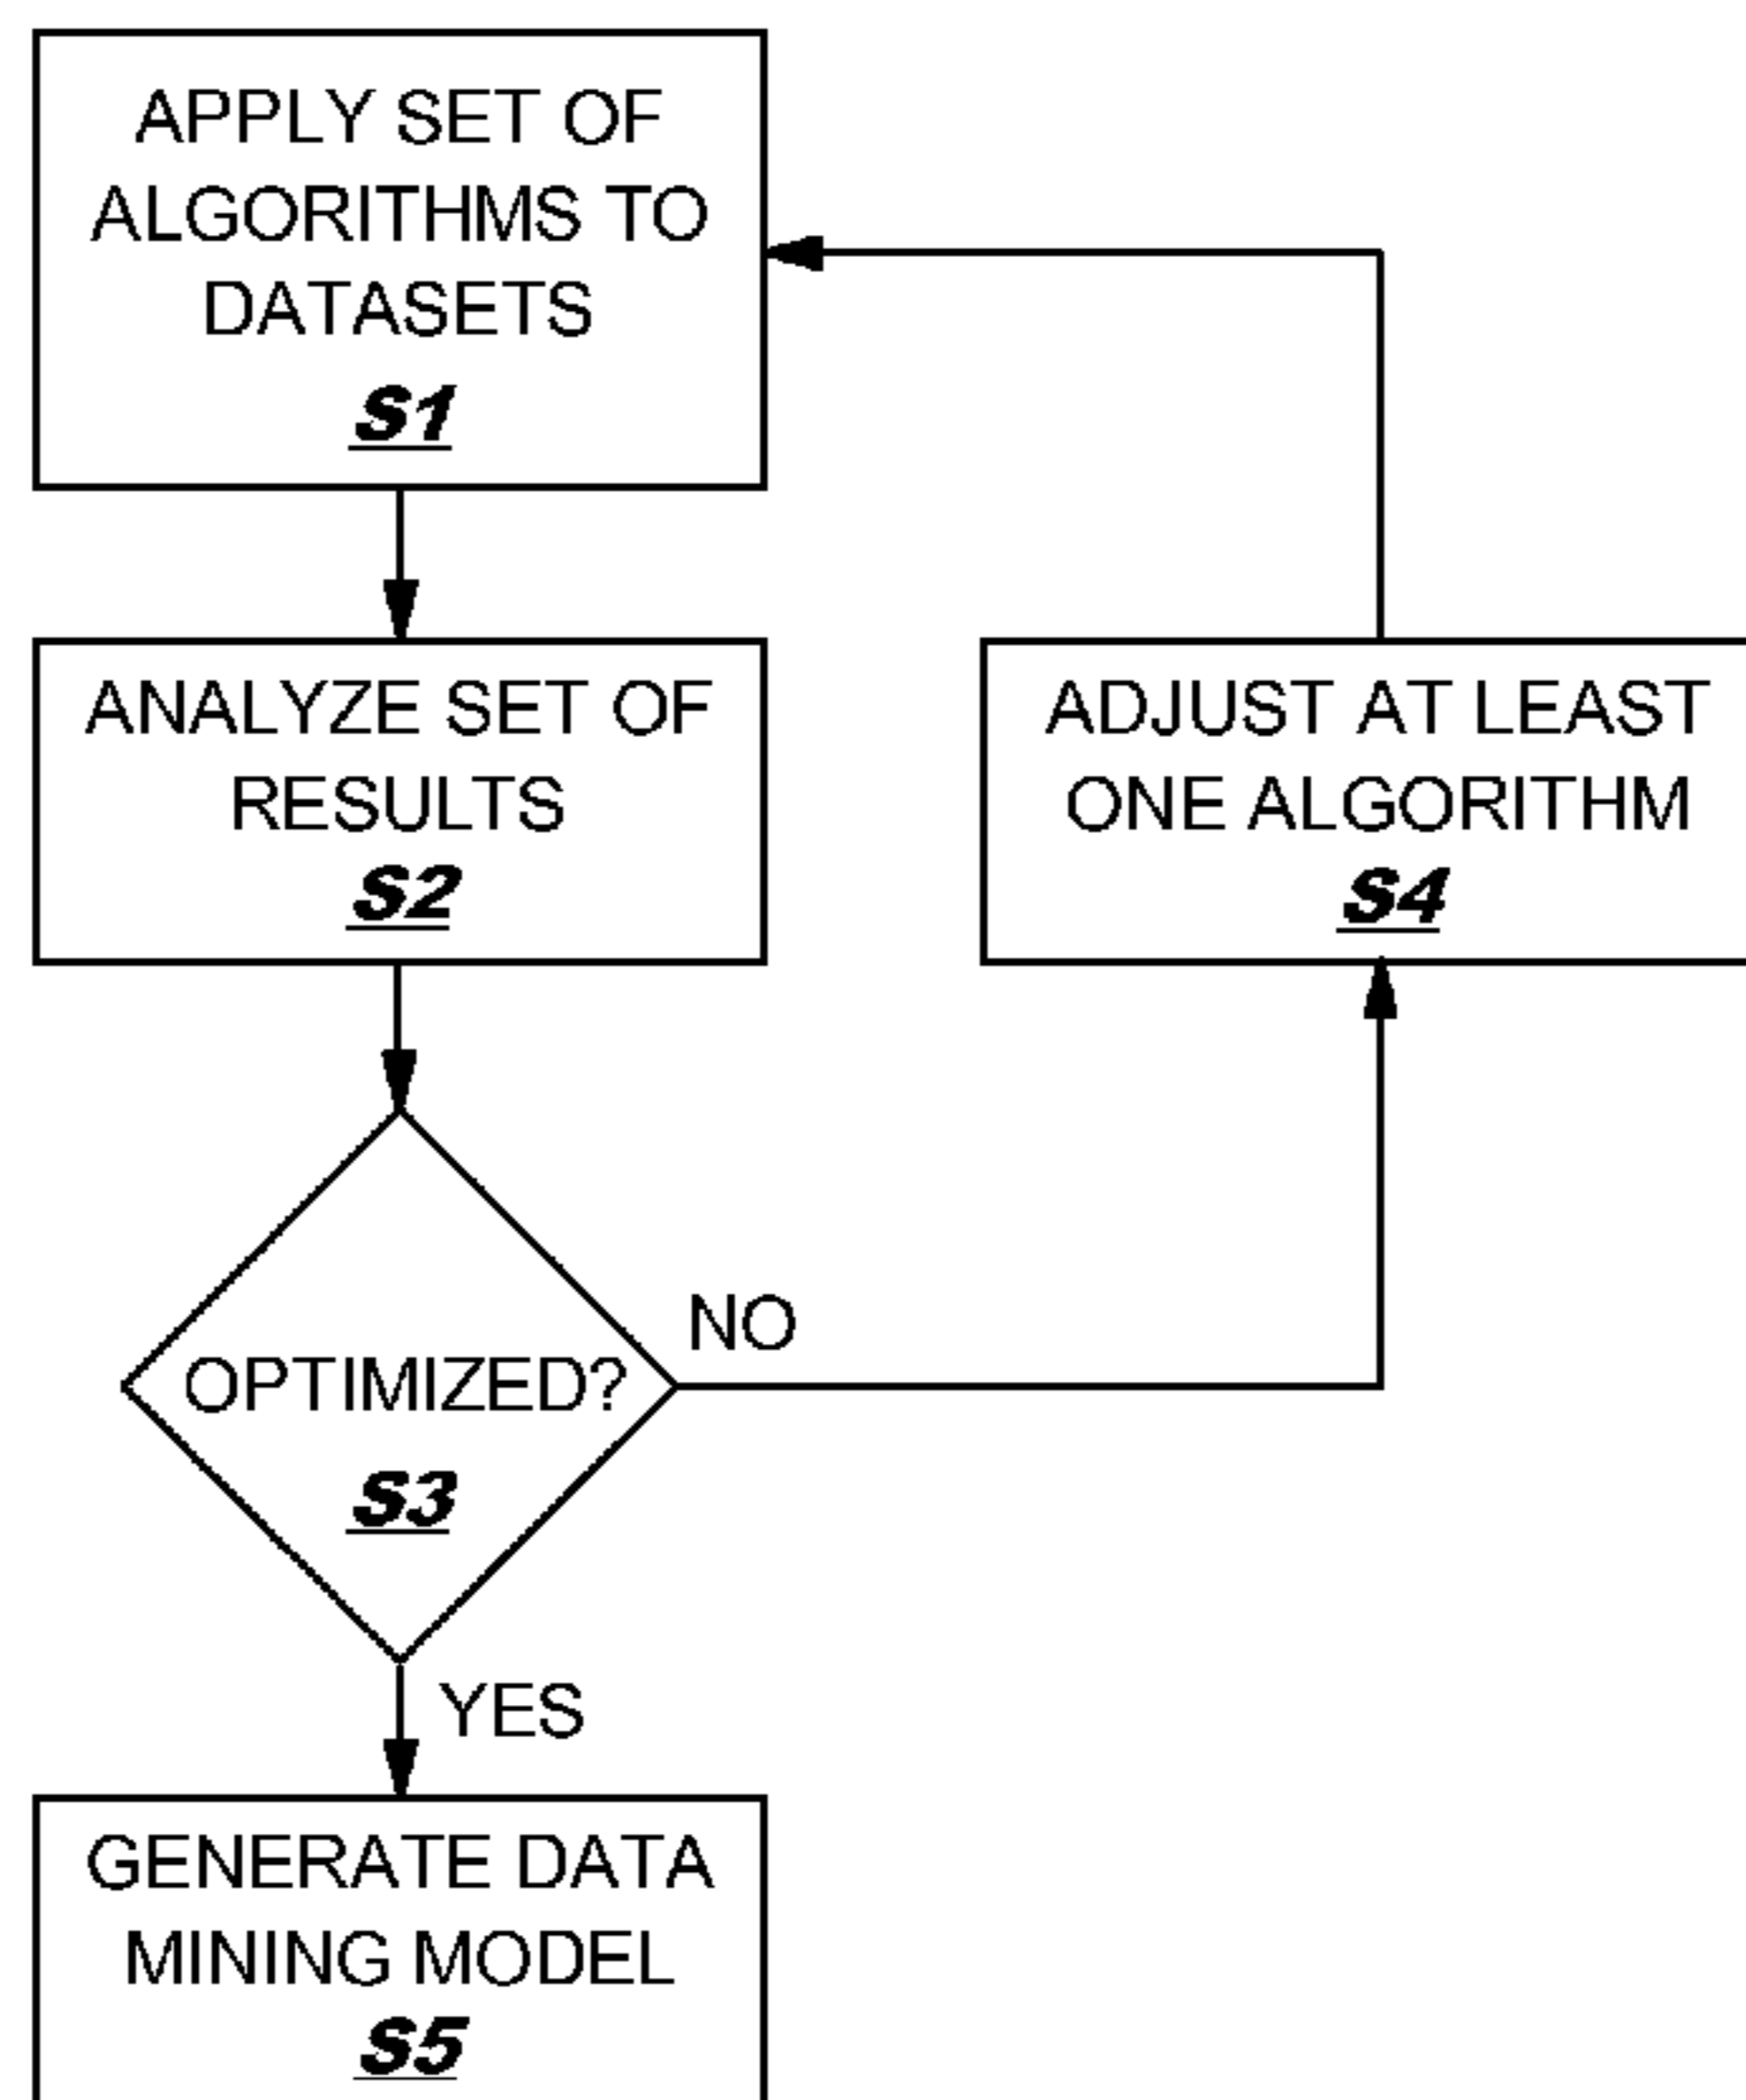 APPLY SET OF
ALGORITHMS TO
DATASETS
S1
ANALYZE SET OF
RESULTS
S2
ADJUST AT LEAST
ONE ALGORITHM
S4
OPTIMIZED?
S3
NO
YES
GENERATE DATA
MINING MODEL
S5